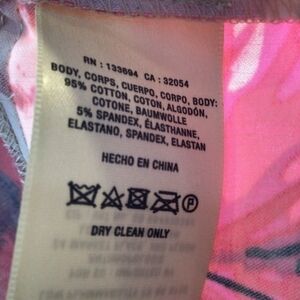 RN : 133694 CA : 32054
BODY, CORPS, CUERPO, CORPO, BODY:
95% COTTON, COTON, ALGODÓN,
COTONE, BAUMWOLLE
5% SPANDEX, ÉLASTHANNE,
ELASTANO, SPANDEX, ELASTAN
HECHO EN CHINA
P
DRY CLEAN ONLY